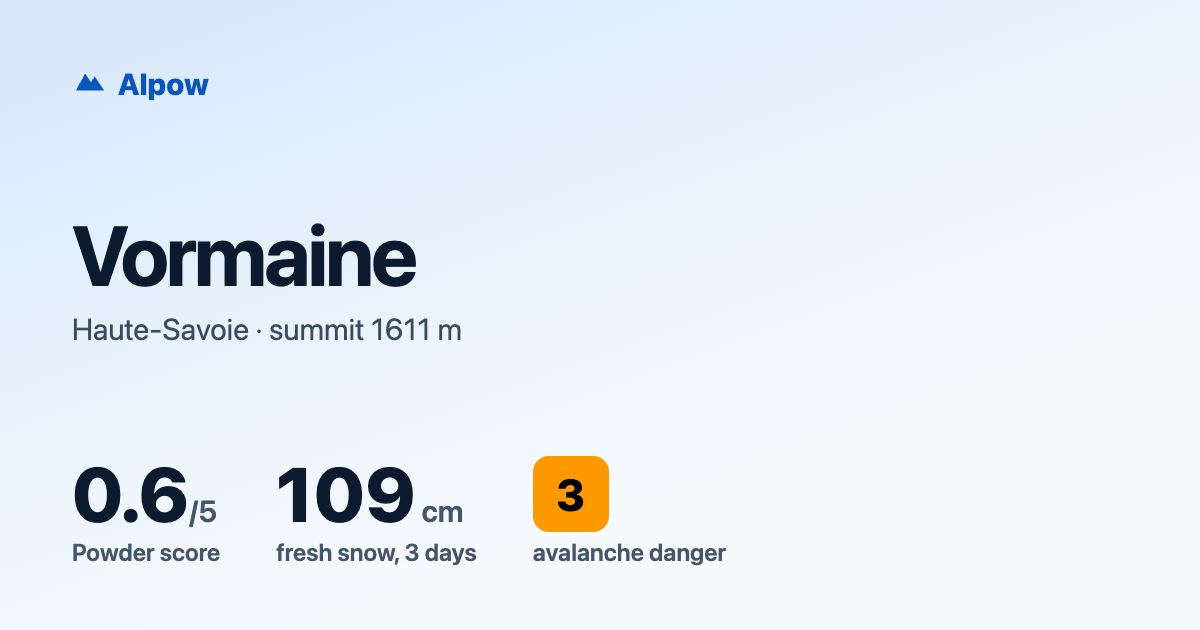 Alpow
Vormaine
Haute-Savoie · summit 1611 m
0.6/5 109 cm 3
Powder score fresh snow, 3 days avalanche danger